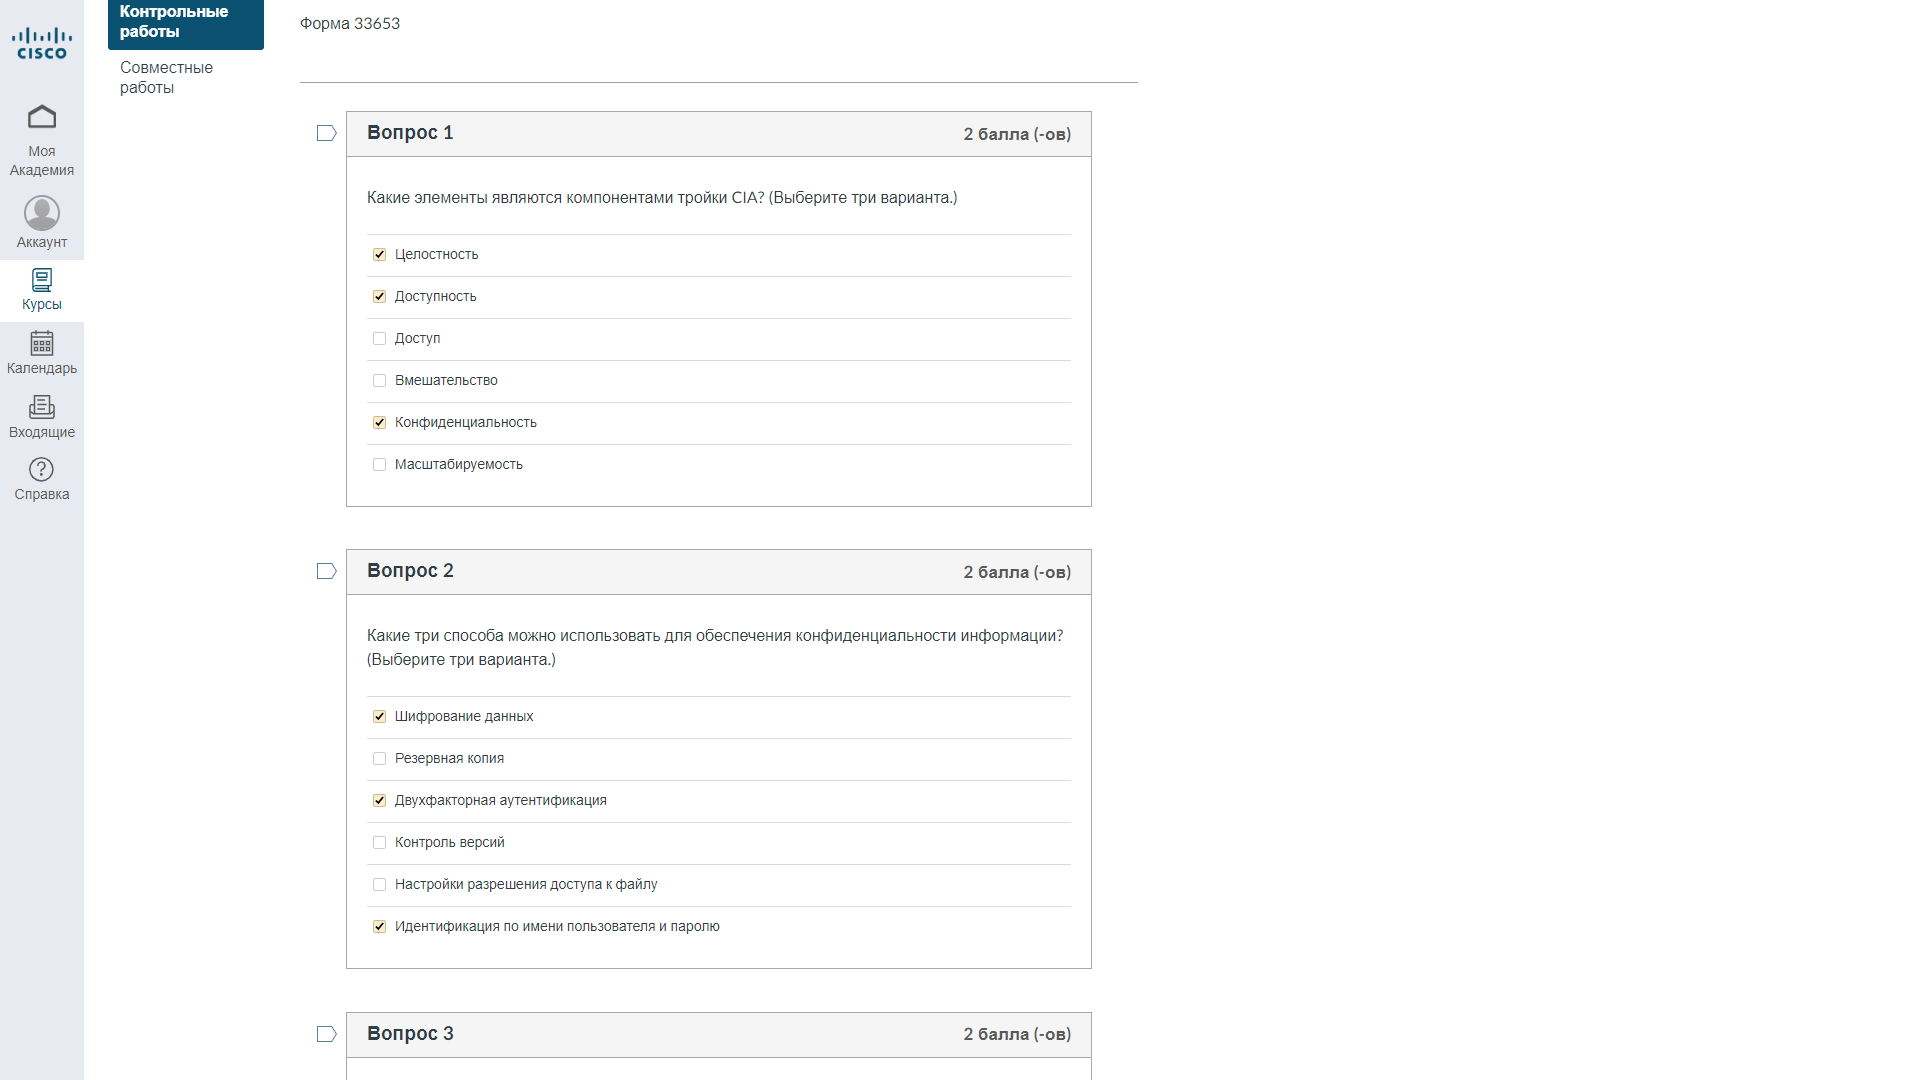 CISCO
Моя
Академия
Аккаунт
Курсы
Календарь
Входящие
Справка
Контрольные
работы
Совместные
работы
Форма 33653
Вопрос 1
2 балла (-ов)
Какие элементы являются компонентами тройки CIA? (Выберите три варианта.)
Целостность
Доступность
Доступ
Вмешательство
Конфиденциальность
Масштабируемость
Вопрос 2
2 балла (-ов)
Какие три способа можно использовать для обеспечения конфиденциальности информации?
(Выберите три варианта.)
Шифрование данных
Резервная копия
Двухфакторная аутентификация
Контроль версий
Настройки разрешения доступа к файлу
Идентификация по имени пользователя и паролю
Вопрос 3
2 балла (-ов)